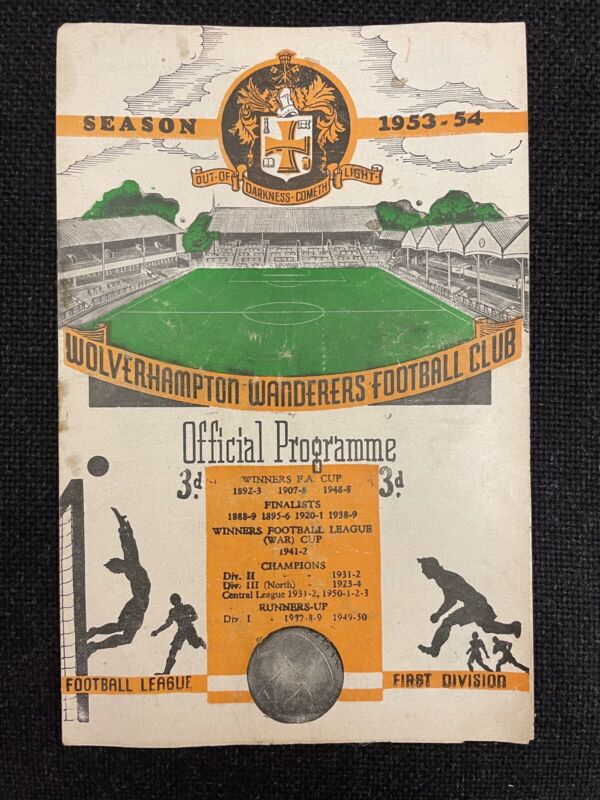 SEASON 1953-54
OUT·OF·DARKNESS·COMETH·LIGHT
WOLVERHAMPTON WANDERERS FOOTBALL CLUB
Official Programme
3d 3d
WINNERS F.A. CUP
1892-3 1907-8 1948-9
FINALISTS
1888-9 1895-6 1920-1 1938-9
WINNERS FOOTBALL LEAGUE
(WAR) CUP
1941-2
CHAMPIONS
Div. II - - 1931-2
Div. III (North) - 1923-4
Central League 1931-2, 1950-1-2-3
RUNNERS-UP
Div. I - 1937-8-9 1949-50
FOOTBALL LEAGUE FIRST DIVISION